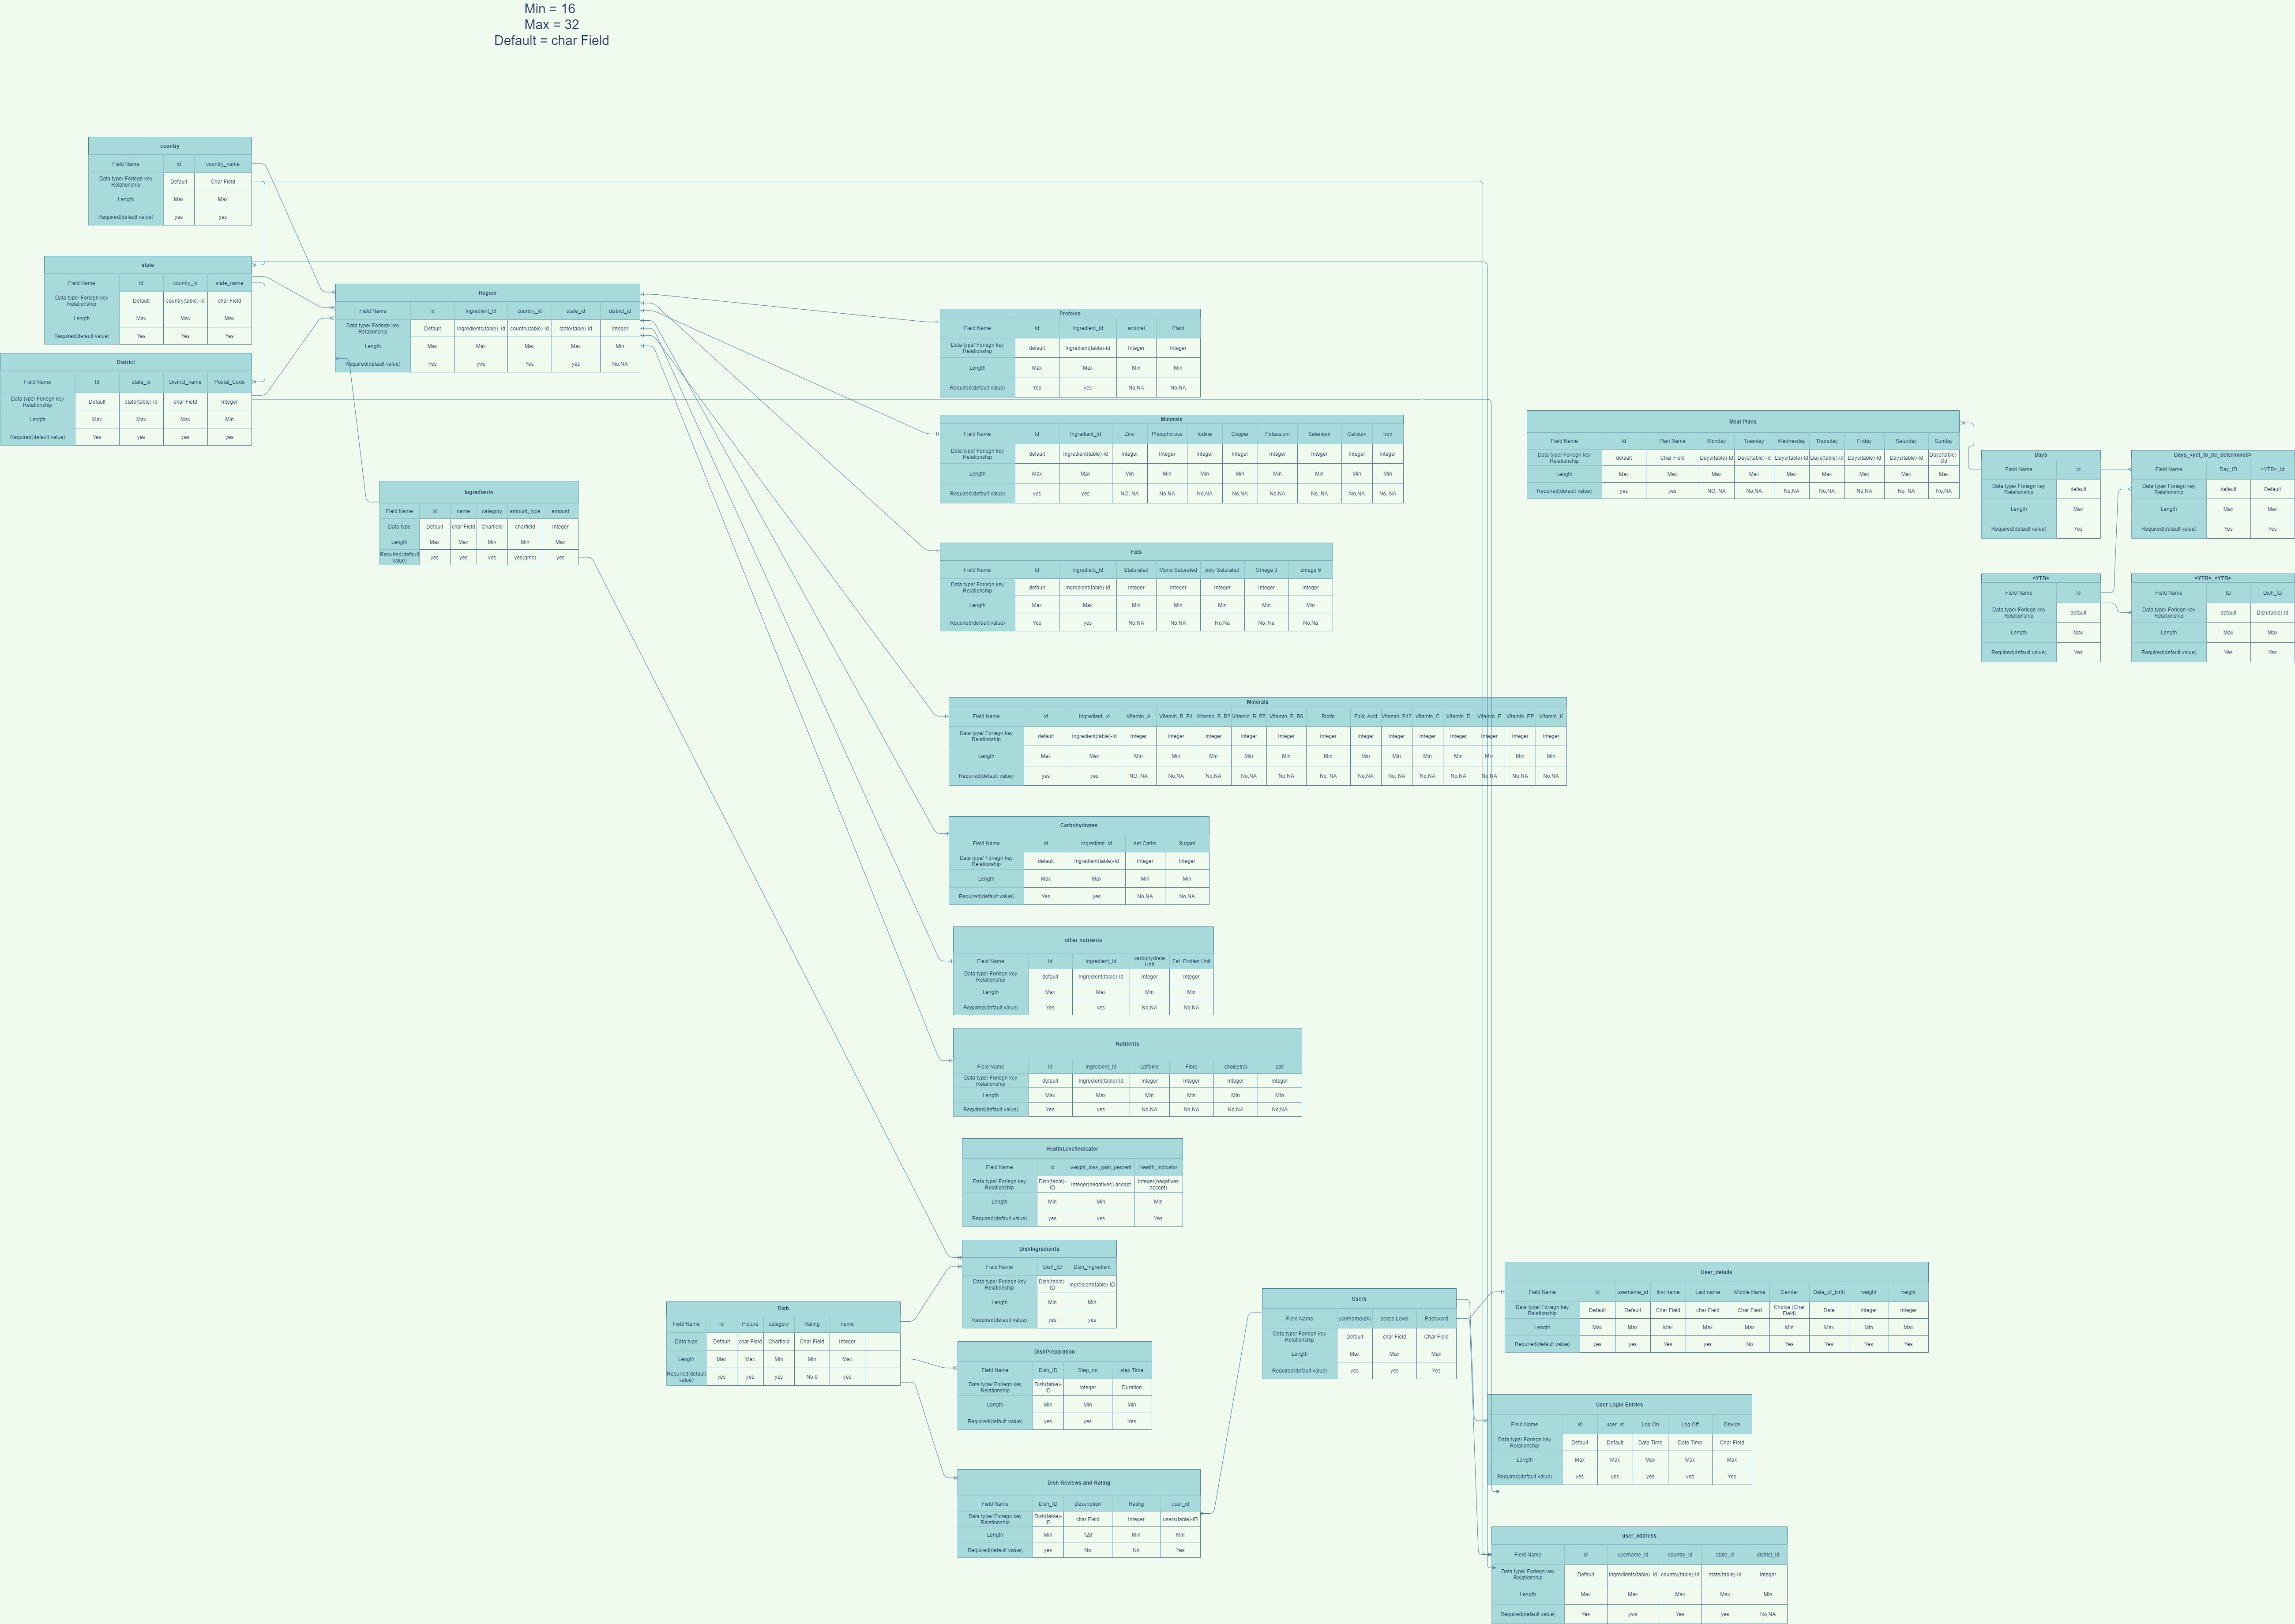 Min = 16
Max = 32
Default = char Field
country
Field Name Id country_name
Data type/ Foriegn key Relationship Default Char Field
Length Max Max
Required(default value) yes yes
state
Field Name Id country_id state_name
Data type/ Foriegn key Relationship Default country(table)-Id char Field
Length Max Max Max
Required(default value) Yes Yes Yes
District
Field Name Id state_id District_name Postal_Code
Data type/ Foriegn key Relationship Default state(table)-Id char Field Integer
Length Max Max Max Min
Required(default value) Yes yes yes yes
Region
Field Name Id Ingredient_id country_id state_id district_id
Data type/ Foriegn key Relationship Default Ingredients(table)_id country(table)-Id state(table)-Id Integer
Length Max Max Max Max Min
Required(default value) Yes yws Yes yes No,NA
Ingredients
Field Name Id name category amount_type amount
Data type Default char Field Charfield charfield Integer
Length Max Max Min Min Max
Required(default value) yes yes yes yes(gms) yes
Proteins
Field Name Id Ingredient_Id amimal Plant
Data type/ Foriegn key Relationship default Ingredient(table)-Id Integer Integer
Length Max Max Min Min
Required(default value) Yes yes No,NA No,NA
Minerals
Field Name Id Ingredient_Id Zinc Phosphorous Iodine Copper Potassium Selenium Calcium Iron
Data type/ Foriegn key Relationship default Ingredient(table)-Id Integer Integer Integer Integer Integer Integer Integer Integer
Length Max Max Min Min Min Min Min Min Min Min
Required(default value) yes yes NO, NA No,NA No,NA No,NA No,NA No, NA No,NA No, NA
Fats
Field Name Id Ingredient_Id Staturated Mono Saturated poly Saturated Omega 3 omega 6
Data type/ Foriegn key Relationship default Ingredient(table)-Id Integer Integer Integer Integer Integer
Length Max Max Min Min Min Min Min
Required(default value) Yes yes No,NA No,NA No,Na No, Na No,Na
Minerals
Field Name Id Ingredient_Id Vitamin_A Vitamin_B_B1 Vitamin_B_B2 Vitamin_B_B5 Vitamin_B_B6 Biotin Folic Acid Vitamin_B12 Vitamin_C Vitamin_D Vitamin_E Vitamin_PP Vitamin_K
Data type/ Foriegn key Relationship default Ingredient(table)-Id Integer Integer Integer Integer Integer Integer Integer Integer Integer Integer Integer Integer Integer
Length Max Max Min Min Min Min Min Min Min Min Min Min Min Min Min
Required(default value) yes yes NO, NA No,NA No,NA No,NA No,NA No, NA No,NA No, NA No,NA No,NA No,NA No,NA No,NA
Carbohydrates
Field Name Id Ingredient_Id net Carbs Sugars
Data type/ Foriegn key Relationship default Ingredient(table)-Id Integer Integer
Length Max Max Min Min
Required(default value) Yes yes No,NA No,NA
other nutrients
Field Name Id Ingredient_Id carbohydrate Unit Fat Protien Unit
Data type/ Foriegn key Relationship default Ingredient(table)-Id Integer Integer
Length Max Max Min Min
Required(default value) Yes yes No,NA No,NA
Nutrients
Field Name Id Ingredient_Id caffeine Fibre cholestral salt
Data type/ Foriegn key Relationship default Ingredient(table)-Id Integer Integer Integer Integer
Length Max Max Min Min Min MIn
Required(default value) Yes yes No,NA No,NA No,NA No,NA
HealthLevelIndicator
Field Name id weight_loss_gain_percent Health_indicator
Data type/ Foriegn key Relationship Dish(table)-ID Integer(negatives) accept Integer(negatives accept)
Length Min Min Min
Required(default value) yes yes Yes
DishIngredients
Field Name Dish_ID Dish_Ingredient
Data type/ Foriegn key Relationship Dish(table)-ID Ingredient(table)-ID
Length Min Min
Required(default value) yes yes
Dish
Field Name id Picture category Rating name
Data type Default char Field Charfield Char Field Integer
Length Max Max Min Min Max
Required(default value) yes yes yes No,0 yes
DishPreparation
Field Name Dish_ID Step_no step Time
Data type/ Foriegn key Relationship Dish(table)-ID Integer Duration
Length Min Min Min
Required(default value) yes yes Yes
Dish Reviews and Rating
Field Name Dish_ID Description Rating user_id
Data type/ Foriegn key Relationship Dish(table)-ID char Field Integer users(table)-ID
Length Min 126 Min Min
Required(default value) yes No No Yes
Users
Field Name username(pk) acess Level Password
Data type/ Foriegn key Relationship Default char Field Char Field
Length Max Max Max
Required(default value) yes yes Yes
Meal Plans
Field Name Id Plan Name Monday Tuesday Wednesday Thursday Friday Saturday Sunday
Data type/ Foriegn key Relationship default Char Field Days(table)-Id Days(table)-Id Days(table)-Id Days(table)-Id Days(table)-Id Days(table)-Id Days(table)-Od
Length Max Max Max Max Max Max Max Max Max
Required(default value) yes yes NO, NA No,NA No,NA No,NA No,NA No, NA No,NA
Days
Field Name Id
Data type/ Foriegn key Relationship default
Length Max
Required(default value) Yes
Days_<yet_to_be_determined>
Field Name Day_ID <YTB>_Id
Data type/ Foriegn key Relationship default Default
Length Max Max
Required(default value) Yes Yes
<YTB>
Field Name Id
Data type/ Foriegn key Relationship default
Length Max
Required(default value) Yes
<YTB>_<YTB>
Field Name ID Dish_ID
Data type/ Foriegn key Relationship default Dish(table)-Id
Length Max Max
Required(default value) Yes Yes
User_details
Field Name Id username_id first name Last name Middle Name Gender Date_of_birth weight height
Data type/ Foriegn key Relationship Default Default Char Field char Field Char Field Choice (Char Field) Date Integer Integer
Length Max Max Max Max Max Min Max Min Max
Required(default value) yes yes Yes yes No Yes Yes Yes Yes
User Login Entries
Field Name id user_id Log On Log Off Device
Data type/ Foriegn key Relationship Default Default Date Time Date Time Char Field
Length Max Max Max Max Max
Required(default value) yes yes yes yes Yes
user_address
Field Name id username_id country_id state_id district_id
Data type/ Foriegn key Relationship Default Ingredients(table)_id country(table)-Id state(table)-Id Integer
Length Max Max Max Max Min
Required(default value) Yes yws Yes yes No,NA